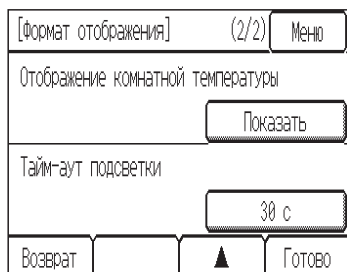 [Формат отображения] (2/2) Меню
Отображение комнатной температуры
Показать
Тайм-аут подсветки
30 с
Возврат ▲ Готово